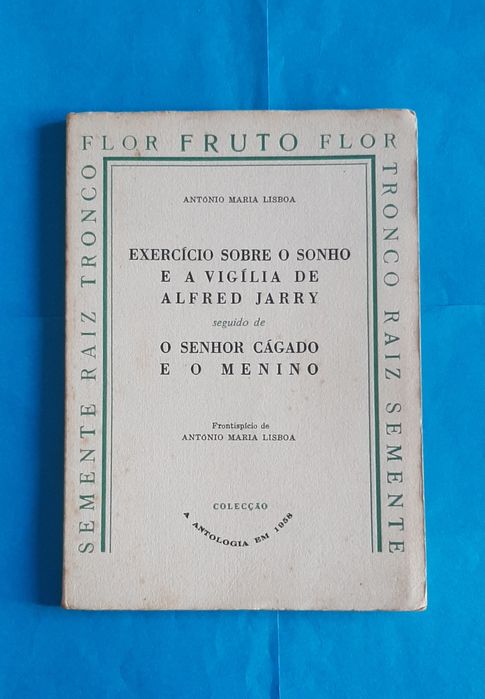 FLOR FRUTO FLOR
SEMENTE RAIZ TRONCO
TRONCO RAIZ SEMENTE
ANTÓNIO MARIA LISBOA
EXERCÍCIO SOBRE O SONHO
E A VIGÍLIA DE
ALFRED JARRY
seguido de
O SENHOR CÁGADO
E O MENINO
Frontispício de
ANTÓNIO MARIA LISBOA
COLECÇÃO
A ANTOLOGIA EM 1958